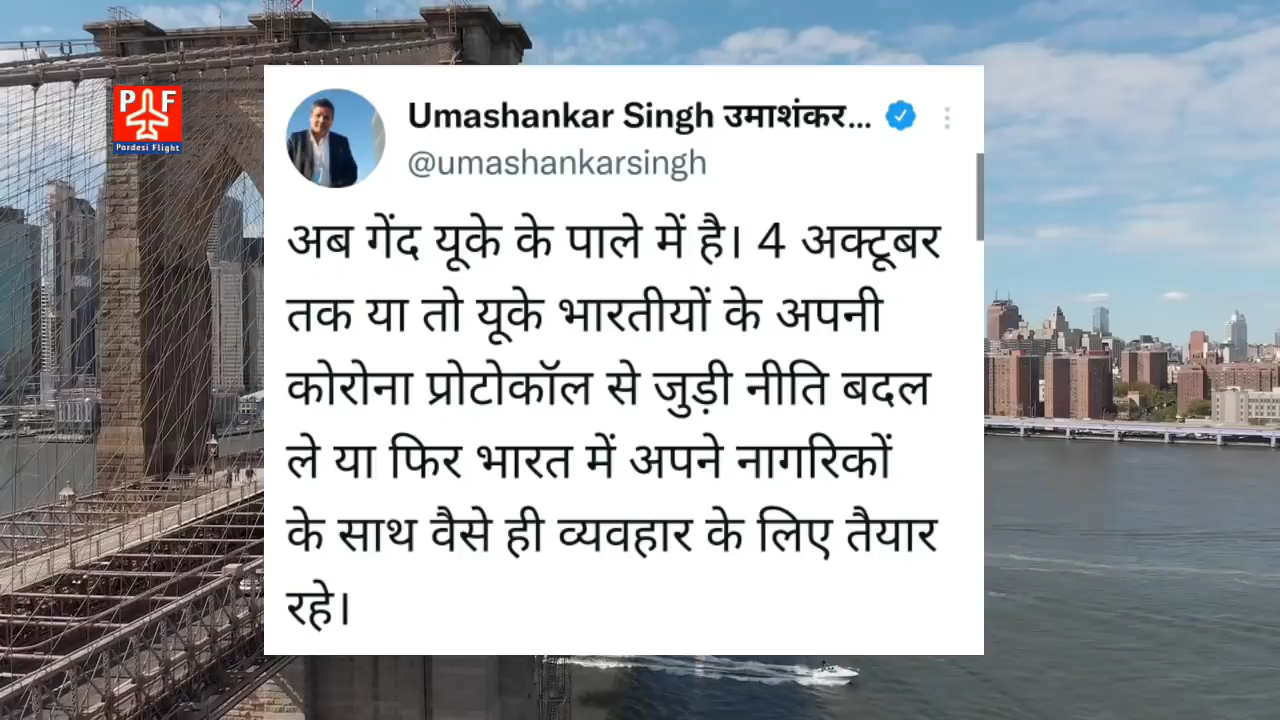 P F
Pardesi Flight
Umashankar Singh उमाशंकर...
@umashankarsingh
अब गेंद यूके के पाले में है। 4 अक्टूबर
तक या तो यूके भारतीयों के अपनी
कोरोना प्रोटोकॉल से जुड़ी नीति बदल
ले या फिर भारत में अपने नागरिकों
के साथ वैसे ही व्यवहार के लिए तैयार
रहे।